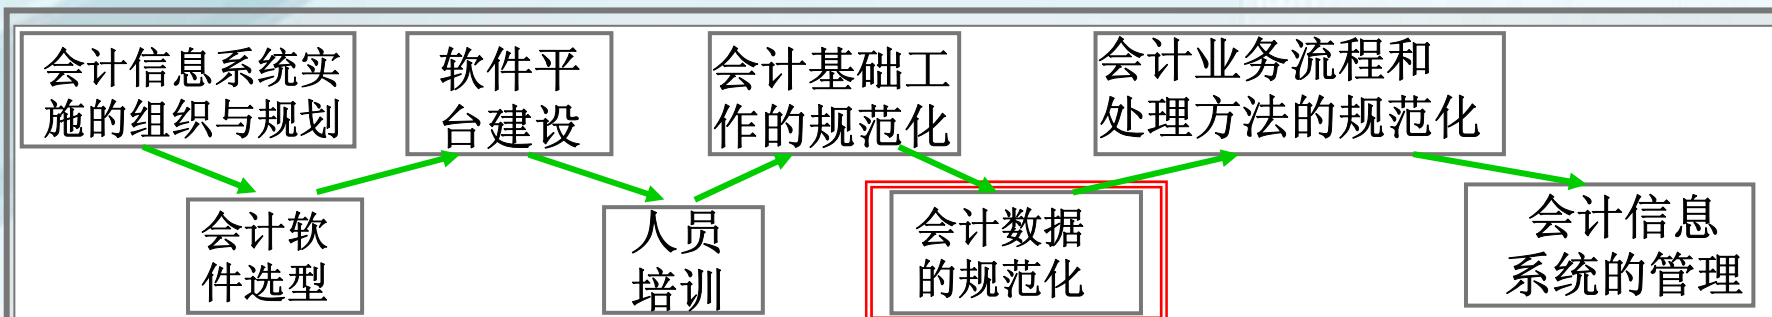 会计信息系统实
施的组织与规划
会计软
件选型
软件平
台建设
人员
培训
会计基础工
作的规范化
会计数据
的规范化
会计业务流程和
处理方法的规范化
会计信息
系统的管理